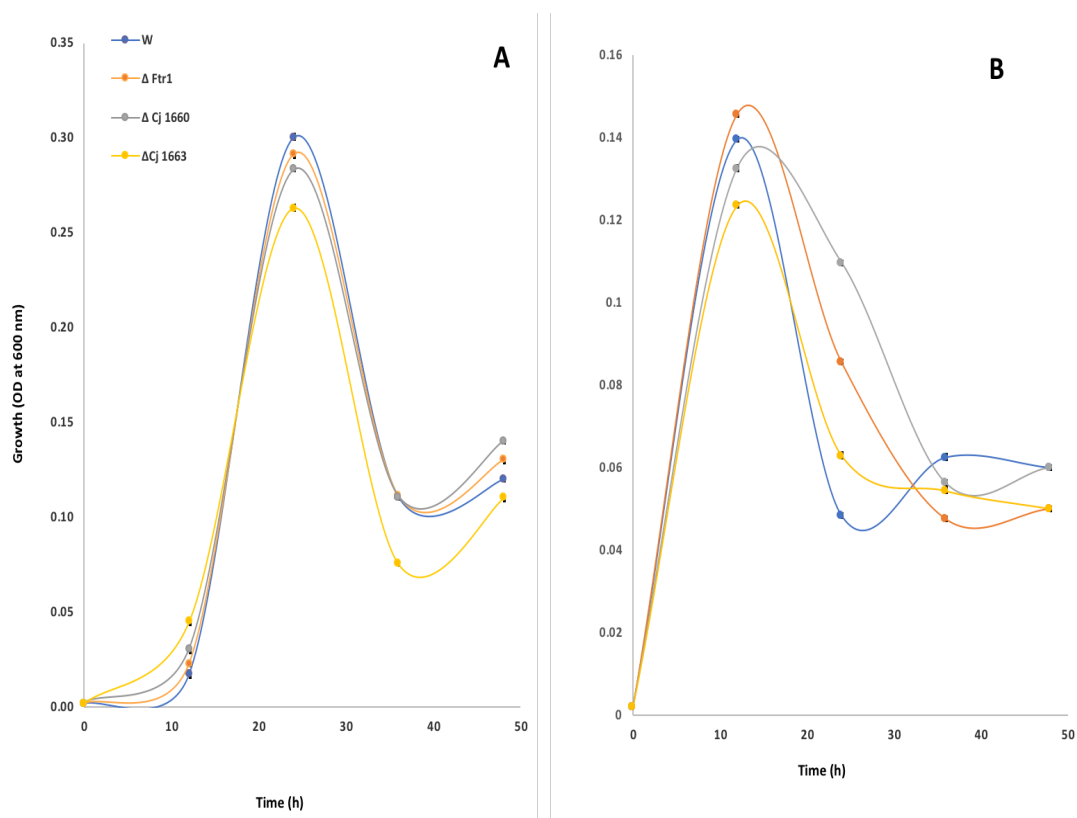 A
W
Δ Ftr1
Δ Cj 1660
ΔCj 1663
0.35
0.30
0.25
0.20
0.15
0.10
0.05
0.00
Growth (OD at 600 nm)
0 10 20 30 40 50
Time (h)
B
0.16
0.14
0.12
0.1
0.08
0.06
0.04
0.02
0
0 10 20 30 40 50
Time (h)